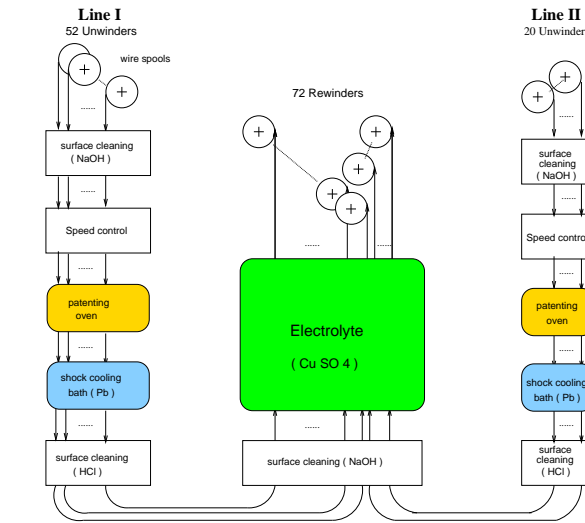 Line I
52 Unwinders
wire spools
......
surface cleaning
( NaOH )
......
Speed control
......
patenting
oven
......
shock cooling
bath ( Pb )
......
surface cleaning
( HCl )
72 Rewinders
......
......
Electrolyte
( Cu SO 4 )
......
surface cleaning ( NaOH )
Line II
20 Unwinder
......
surface
cleaning
( NaOH )
......
Speed control
......
patenting
oven
......
shock cooling
bath ( Pb )
......
surface
cleaning
( HCl )